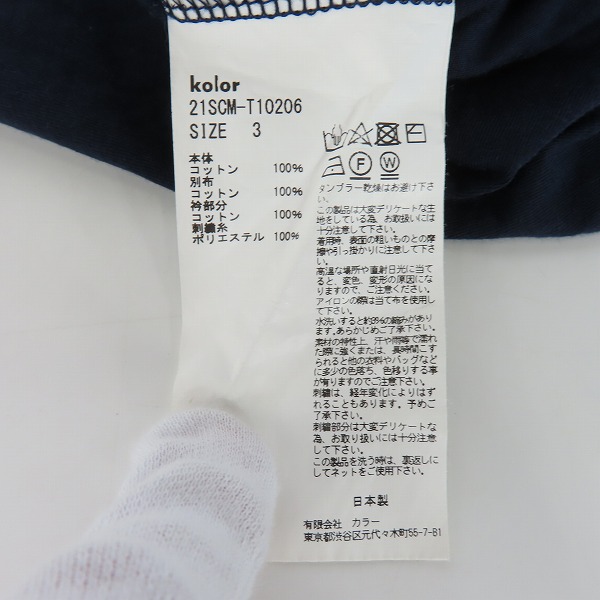 kolor
21SCM-T10206
SIZE 3
本体
コットン 100%
別布
コットン 100%
衿部分
コットン 100%
刺繍糸
ポリエステル 100%
F W
タンブラー乾燥はお避け下さ
い。
この製品は大変デリケートな生
地をしている為、お取扱いには
十分注意して下さい。
着用時、表面の粗いものとの摩
擦や引っ掛かりに注意して下さ
い。
高温な場所や直射日光に当て
ると、変色、変形の原因にな
りますので、ご注意ください。
アイロンの際は当て布を使用し
て下さい。
水洗いすると約3%の縮みがあり
ます。あらかじめご了承下さい。
素材の特性上、汗や雨等で濡れ
た際に強くまたは、長時間こす
られると他の衣料やバッグなど
に多少の色落ち、色移りする事
が有りますのでご注意下さい。
刺繍は、経年変化によりはず
れることもあります。予めご
了承下さい。
刺繍部分は大変デリケートな
為、お取り扱いには十分注意し
て下さい。
この製品を洗う時は、裏返しに
してネットをご使用下さい。
日本製
有限会社 カラー
東京都渋谷区元代々木町55-7-B1